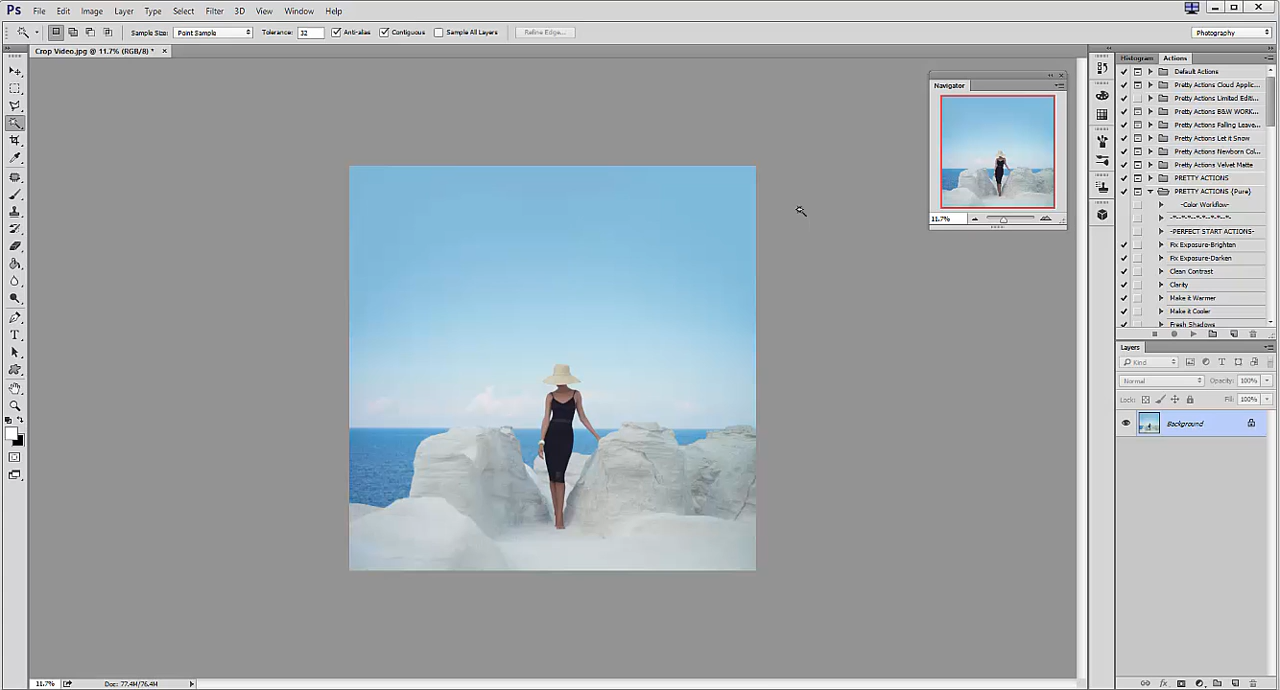 Ps File Edit Image Layer Type Select Filter 3D View Window Help
Sample Size: Point Sample Tolerance: 32 Anti-alias Contiguous Sample All Layers Refine Edge... Photography
Crop Video.jpg @ 11.7% (RGB/8) * ×
Histogram Actions
Default Actions
Pretty Actions Cloud Applic...
Pretty Actions Limited Editi...
Pretty Actions B&W WORK...
Pretty Actions Falling Leave...
Pretty Actions Let it Snow
Pretty Actions Newborn Col...
Pretty Actions Velvet Matte
PRETTY ACTIONS
PRETTY ACTIONS (Pure)
-Color Workflow-
-*--*--*--*--*--*--*-
-PERFECT START ACTIONS-
Fix Exposure-Brighten
Fix Exposure-Darken
Clean Contrast
Clarity
Make it Warmer
Make it Cooler
Fresh Shadows
Navigator
11.7%
Layers
Kind
Normal Opacity: 100%
Lock: Fill: 100%
Background
11.7% Doc: 77.4M/76.4M